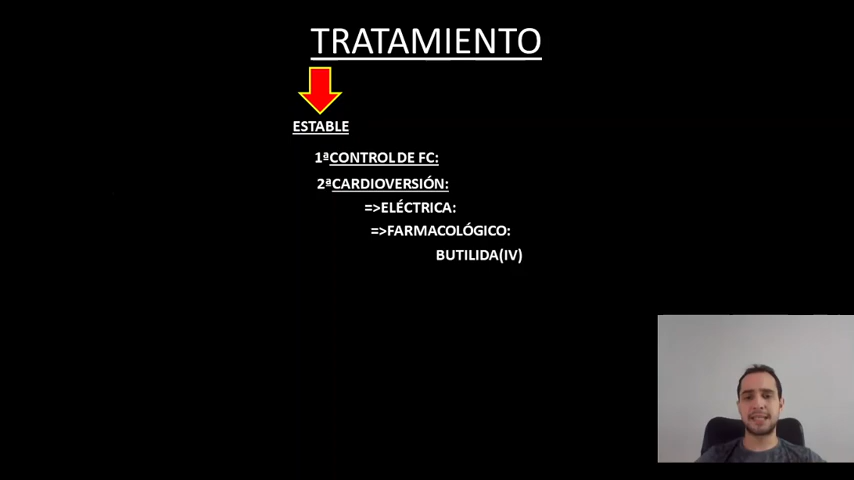 TRATAMIENTO
ESTABLE
1ªCONTROL DE FC:
2ªCARDIOVERSIÓN:
=>ELÉCTRICA:
=>FARMACOLÓGICO:
BUTILIDA(IV)